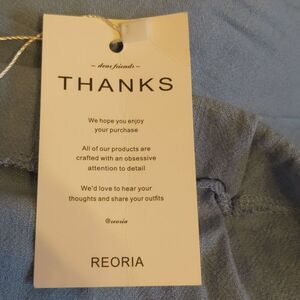 ~ dear friends ~
THANKS
We hope you enjoy
your purchase
All of our products are
crafted with an obsessive
attention to detail
We'd love to hear your
thoughts and share your outfits
@reoria
REORIA